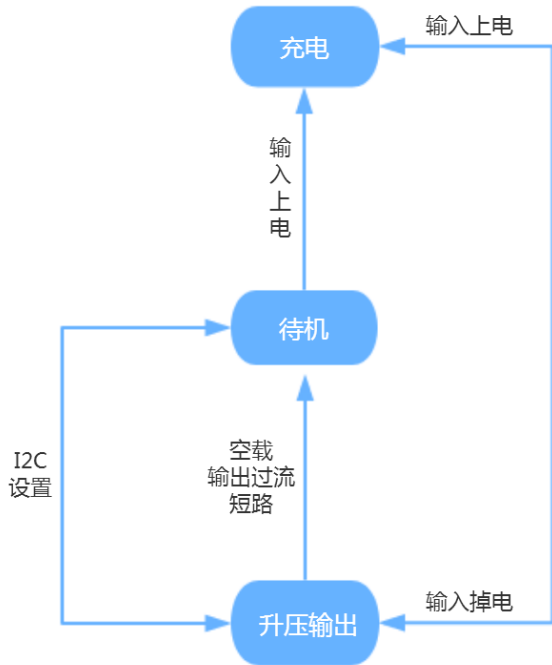 充电
输入上电
输
入
上
电
待机
I2C
设置
空载
输出过流
短路
升压输出
输入掉电